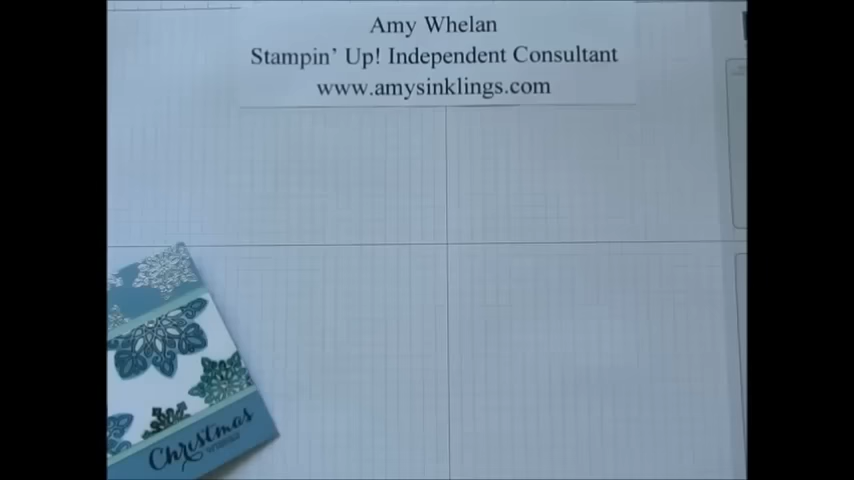 Amy Whelan
Stampin' Up! Independent Consultant
www.amysinklings.com
Christmas